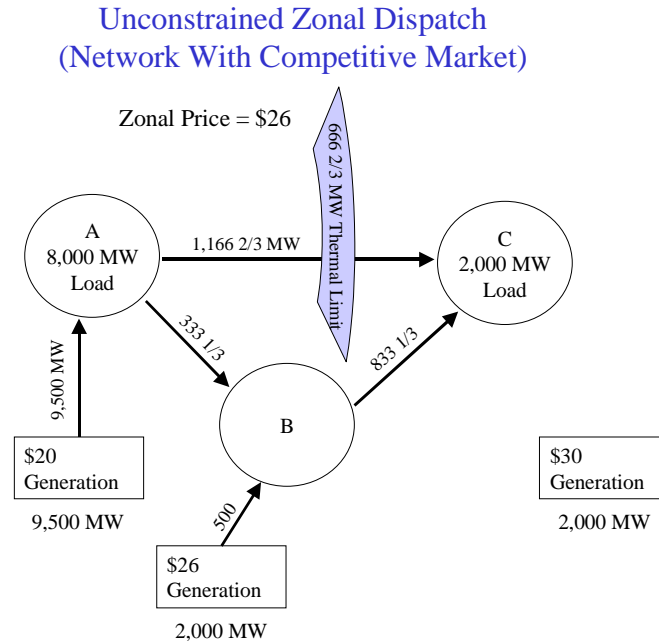 Unconstrained Zonal Dispatch
(Network With Competitive Market)
Zonal Price = $26
666 2/3 MW Thermal Limit
A
8,000 MW
Load
1,166 2/3 MW
C
2,000 MW
Load
333 1/3
833 1/3
9,500 MW
B
$20
Generation
9,500 MW
500
$26
Generation
2,000 MW
$30
Generation
2,000 MW